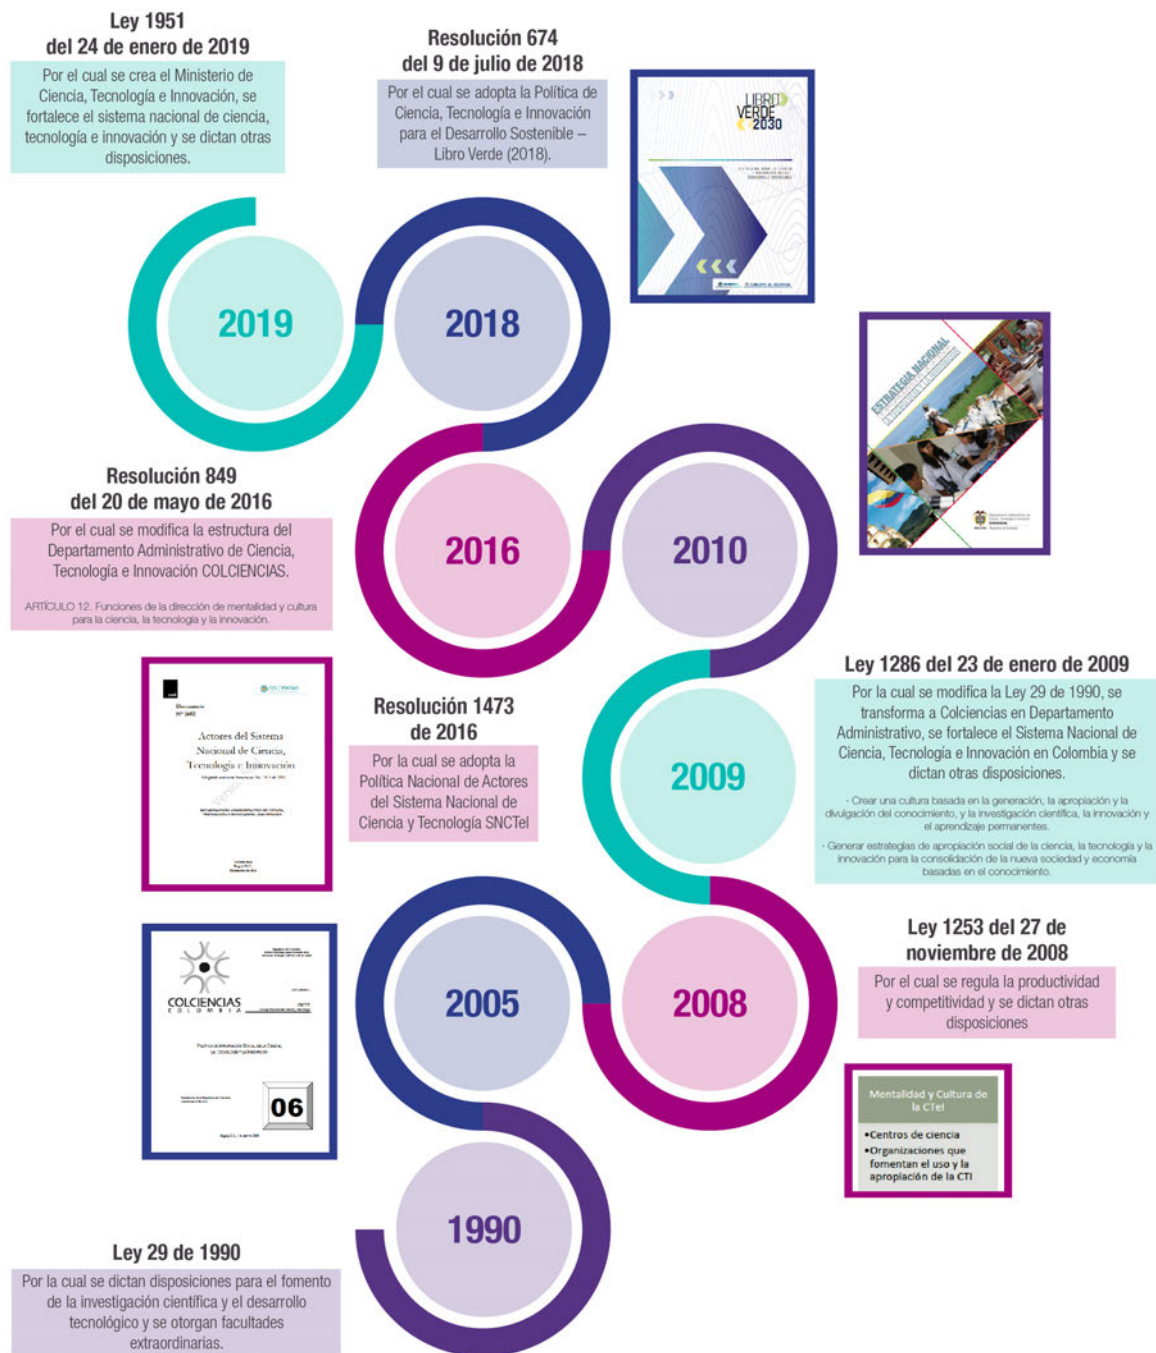 Ley 1951
del 24 de enero de 2019
Por el cual se crea el Ministerio de
Ciencia, Tecnología e Innovación, se
fortalece el sistema nacional de ciencia,
tecnología e innovación y se dictan otras
disposiciones.
Resolución 674
del 9 de julio de 2018
Por el cual se adopta la Política de
Ciencia, Tecnología e Innovación
para el Desarrollo Sostenible –
Libro Verde (2018).
LIBRO
VERDE
2030
2019
2018
ESTRATEGIA NACIONAL
Resolución 849
del 20 de mayo de 2016
Por el cual se modifica la estructura del
Departamento Administrativo de Ciencia,
Tecnología e Innovación COLCIENCIAS.
ARTÍCULO 12. Funciones de la dirección de mentalidad y cultura
para la ciencia, la tecnología y la innovación.
2016
2010
Documento
N° 1602
Actores del Sistema
Nacional de Ciencia,
Tecnología e Innovación
Resolución 1473
de 2016
Por la cual se adopta la
Política Nacional de Actores
del Sistema Nacional de
Ciencia y Tecnología SNCTeI
2009
Ley 1286 del 23 de enero de 2009
Por la cual se modifica la Ley 29 de 1990, se
transforma a Colciencias en Departamento
Administrativo, se fortalece el Sistema Nacional de
Ciencia, Tecnología e Innovación en Colombia y se
dictan otras disposiciones.
- Crear una cultura basada en la generación, la apropiación y la
divulgación del conocimiento, y la investigación científica, la innovación y
el aprendizaje permanentes.
- Generar estrategias de apropiación social de la ciencia, la tecnología y la
innovación para la consolidación de la nueva sociedad y economía
basadas en el conocimiento.
COLCIENCIAS
COLOMBIA
POLÍTICA DE APROPIACIÓN SOCIAL DE LA CIENCIA,
LA TECNOLOGÍA Y LA INNOVACIÓN
06
2005
2008
Ley 1253 del 27 de
noviembre de 2008
Por el cual se regula la productividad
y competitividad y se dictan otras
disposiciones
Mentalidad y Cultura de
la CTeI
•Centros de ciencia
•Organizaciones que
fomentan el uso y la
apropiación de la CTI
1990
Ley 29 de 1990
Por la cual se dictan disposiciones para el fomento
de la investigación científica y el desarrollo
tecnológico y se otorgan facultades
extraordinarias.